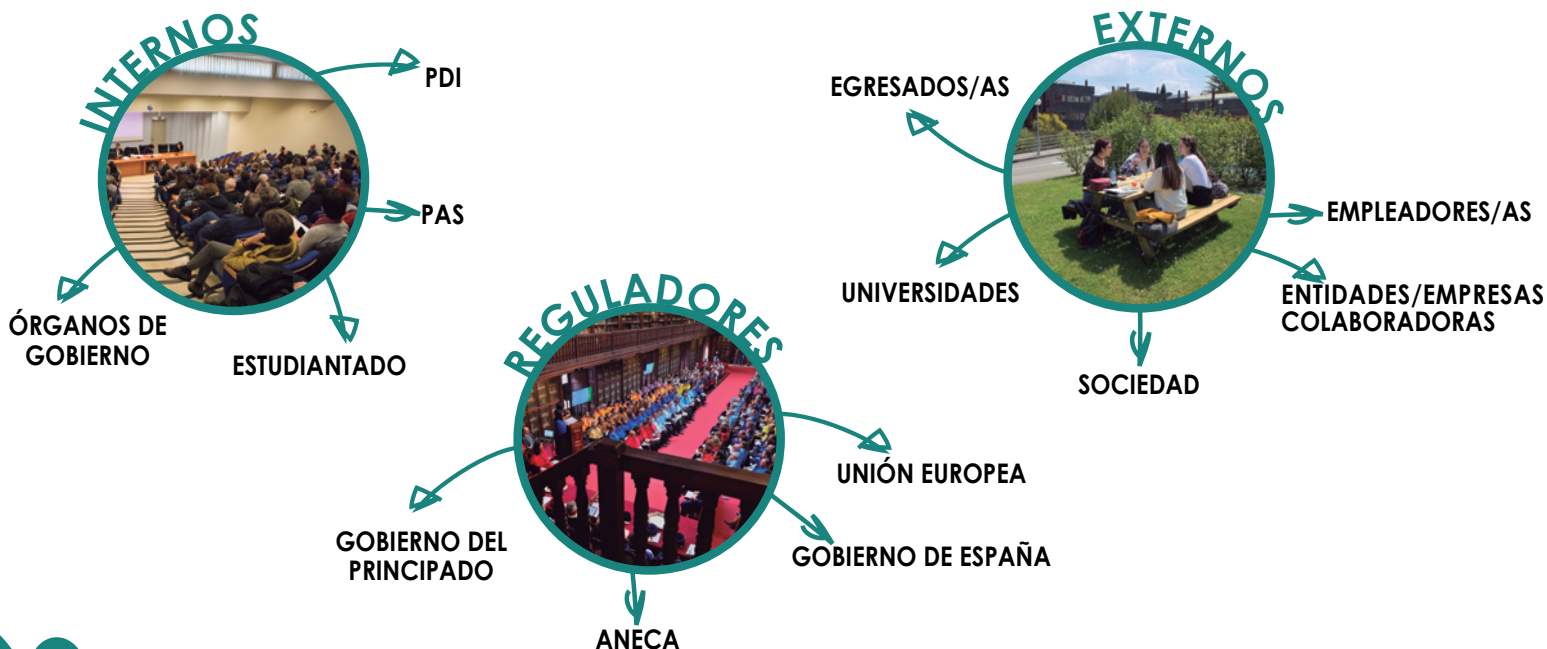 INTERNOS
PDI
PAS
ÓRGANOS DE
GOBIERNO
ESTUDIANTADO
REGULADORES
UNIÓN EUROPEA
GOBIERNO DEL
PRINCIPADO
GOBIERNO DE ESPAÑA
ANECA
EXTERNOS
EGRESADOS/AS
EMPLEADORES/AS
UNIVERSIDADES
ENTIDADES/EMPRESAS
COLABORADORAS
SOCIEDAD